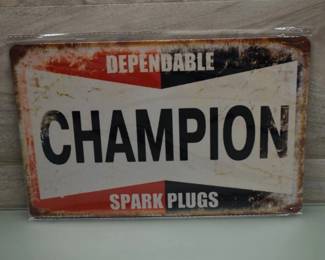 DEPENDABLE
CHAMPION
SPARK PLUGS